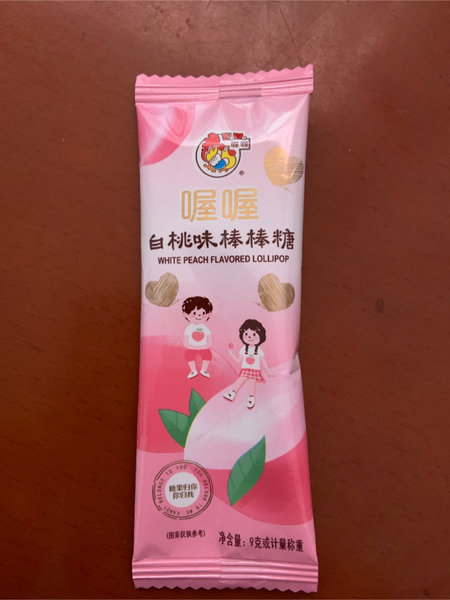 ®
喔喔
白桃味棒棒糖
WHITE PEACH FLAVORED LOLLIPOP
糖果归你
你归我
(图案仅供参考)
净含量：9克或计量称重